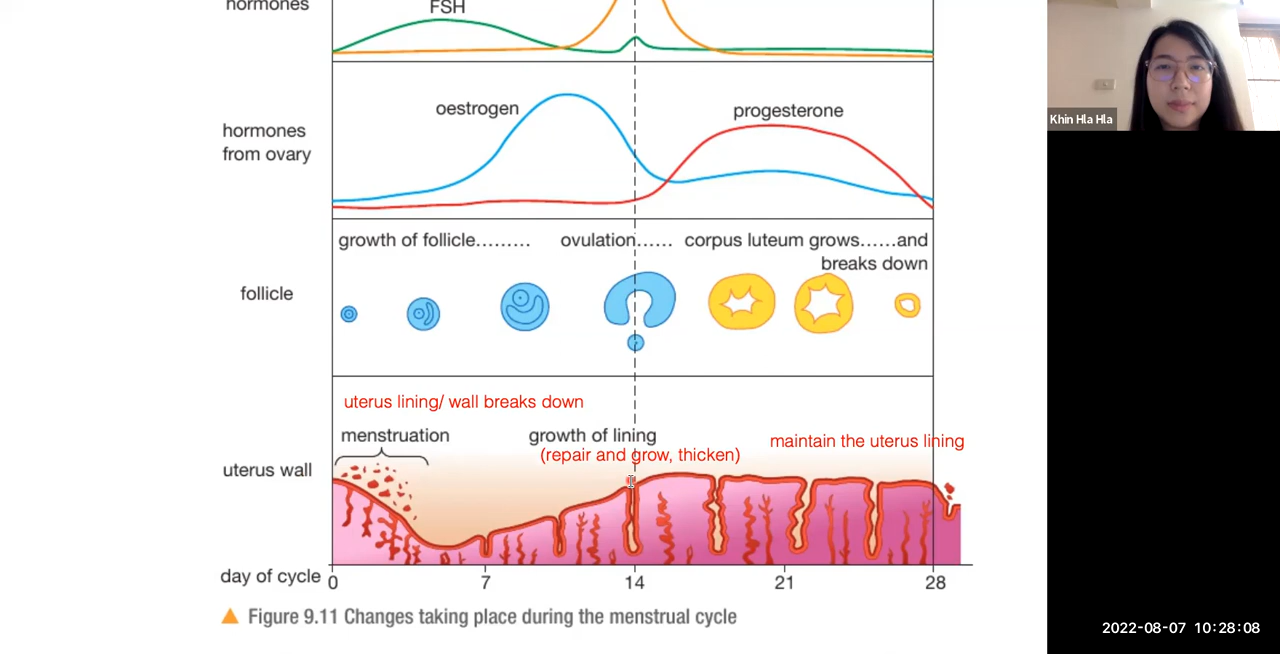 hormones
FSH
oestrogen
progesterone
hormones
from ovary
growth of follicle......... ovulation...... corpus luteum grows......and
breaks down
follicle
uterus lining/ wall breaks down
menstruation
growth of lining
(repair and grow, thicken)
maintain the uterus lining
uterus wall
day of cycle 0 7 14 21 28
Figure 9.11 Changes taking place during the menstrual cycle
Khin Hla Hla
2022-08-07 10:28:08